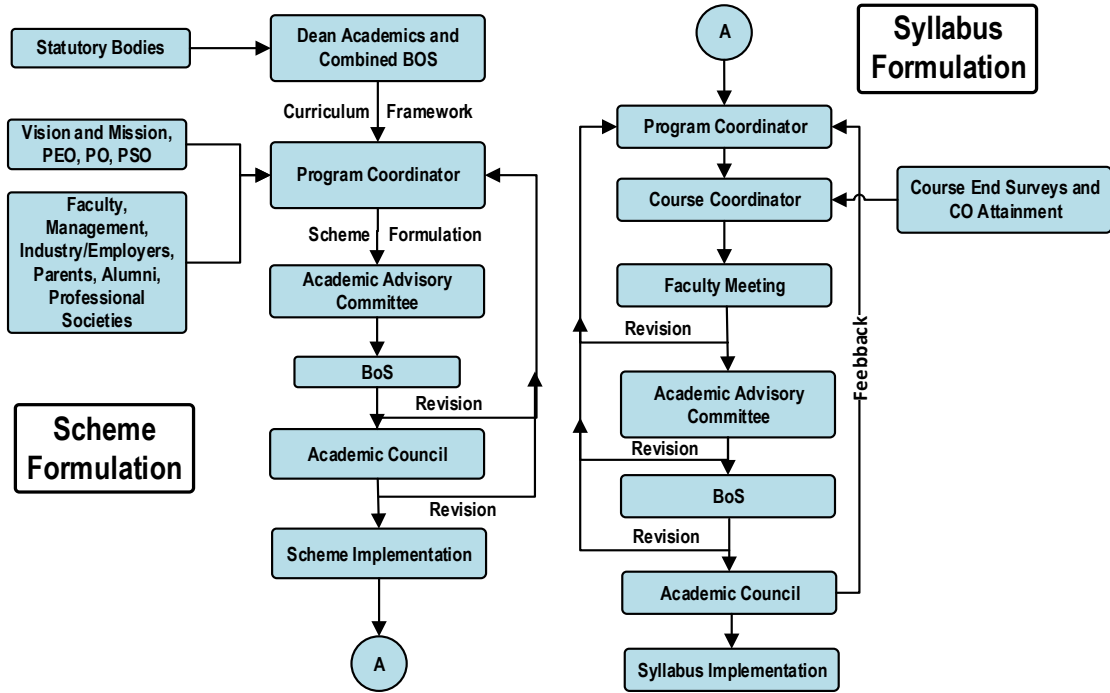 Statutory Bodies
Dean Academics and
Combined BOS
Curriculum Framework
Vision and Mission,
PEO, PO, PSO
Program Coordinator
Faculty,
Management,
Industry/Employers,
Parents, Alumni,
Professional
Societies
Scheme Formulation
Academic Advisory
Committee
BoS
Revision
Scheme
Formulation
Academic Council
Revision
Scheme Implementation
A
A
Syllabus
Formulation
Program Coordinator
Course Coordinator
Course End Surveys and
CO Attainment
Faculty Meeting
Revision
Feebback
Academic Advisory
Committee
Revision
BoS
Revision
Academic Council
Syllabus Implementation